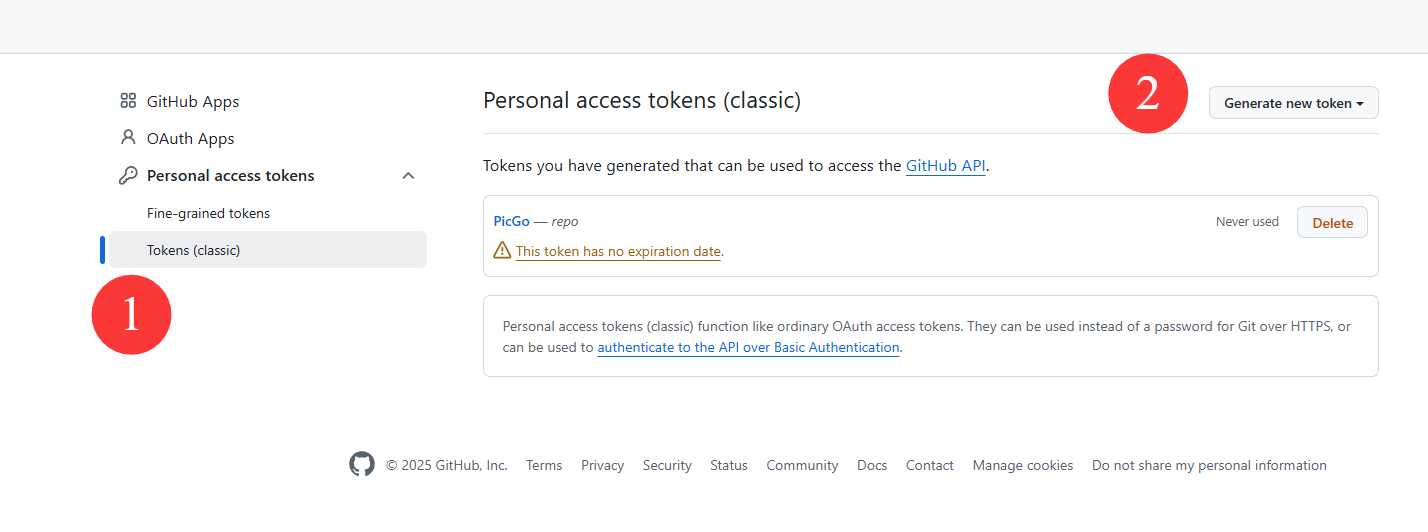 GitHub Apps
OAuth Apps
Personal access tokens
Fine-grained tokens
Tokens (classic)
1
Personal access tokens (classic)
2
Generate new token
Tokens you have generated that can be used to access the GitHub API.
PicGo — repo
Never used
Delete
This token has no expiration date.
Personal access tokens (classic) function like ordinary OAuth access tokens. They can be used instead of a password for Git over HTTPS, or
can be used to authenticate to the API over Basic Authentication.
© 2025 GitHub, Inc. Terms Privacy Security Status Community Docs Contact Manage cookies Do not share my personal information